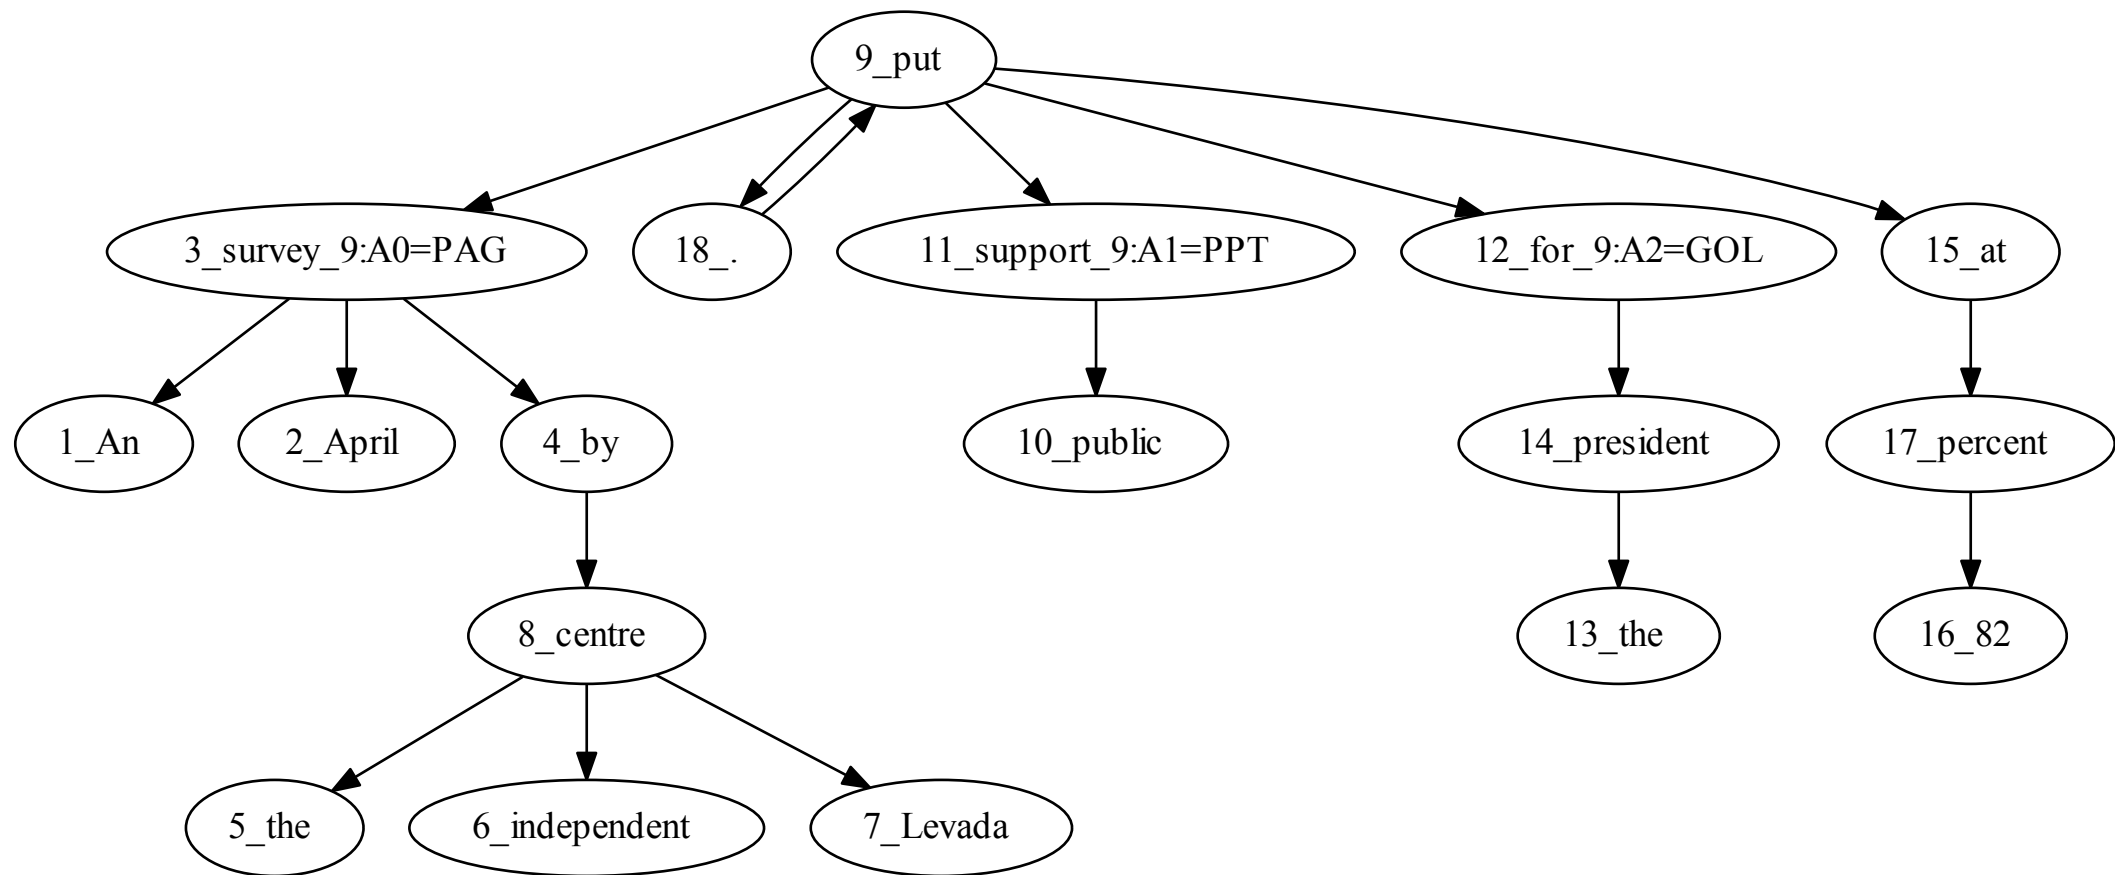 9_put
3_survey_9:A0=PAG
18_.
11_support_9:A1=PPT
12_for_9:A2=GOL
15_at
1_An
2_April
4_by
10_public
14_president
17_percent
8_centre
13_the
16_82
5_the
6_independent
7_Levada